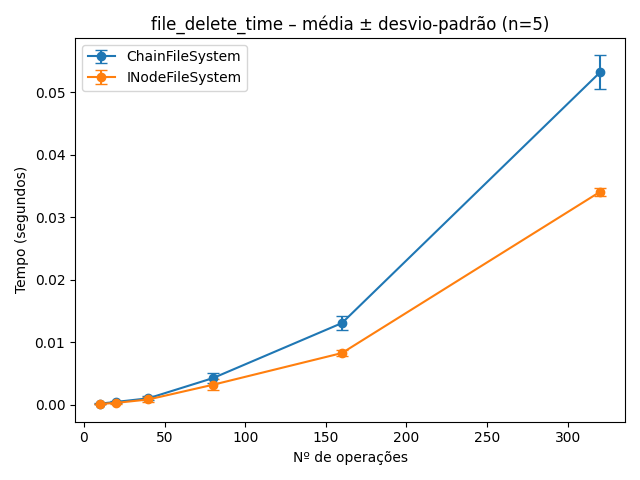 file_delete_time – média ± desvio-padrão (n=5)
ChainFileSystem
INodeFileSystem
Tempo (segundos)
0.05
0.04
0.03
0.02
0.01
0.00
0 50 100 150 200 250 300
Nº de operações